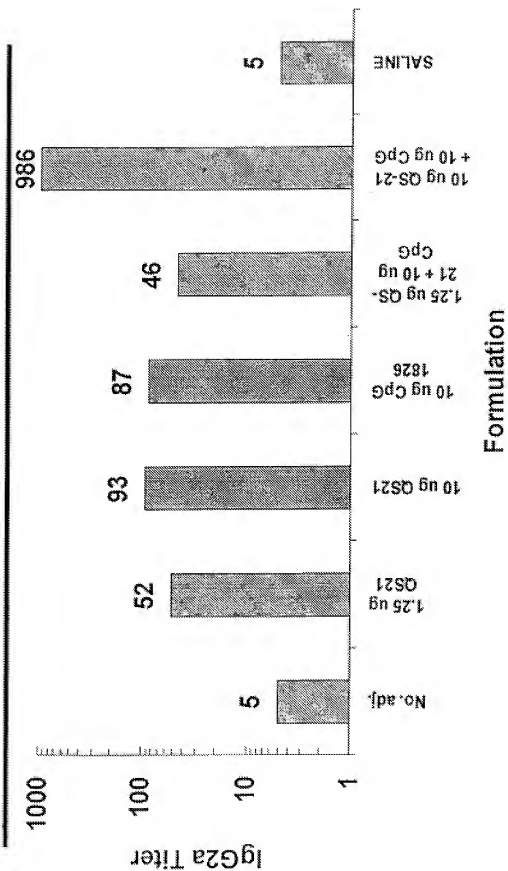 1000
100
10
1
IgG2a Titer
5
52
93
87
46
986
5
No.adj.
1.25 ug
QS21
10 ug QS21
10 ug CpG
1826
1.25 ug QS-
21 + 10 ug
CpG
10 ug QS-21
+ 10 ug CpG
SALINE
Formulation